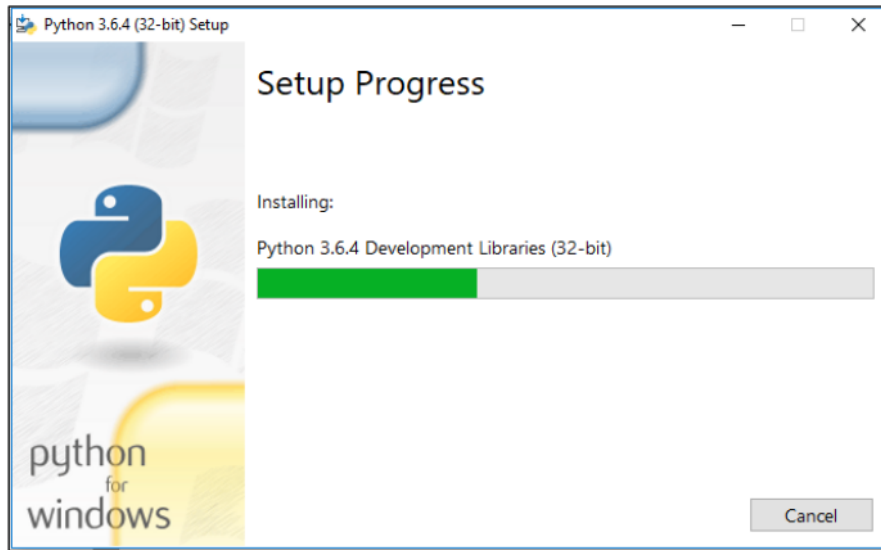 Python 3.6.4 (32-bit) Setup
Setup Progress
Installing:
Python 3.6.4 Development Libraries (32-bit)
python
for
windows
Cancel